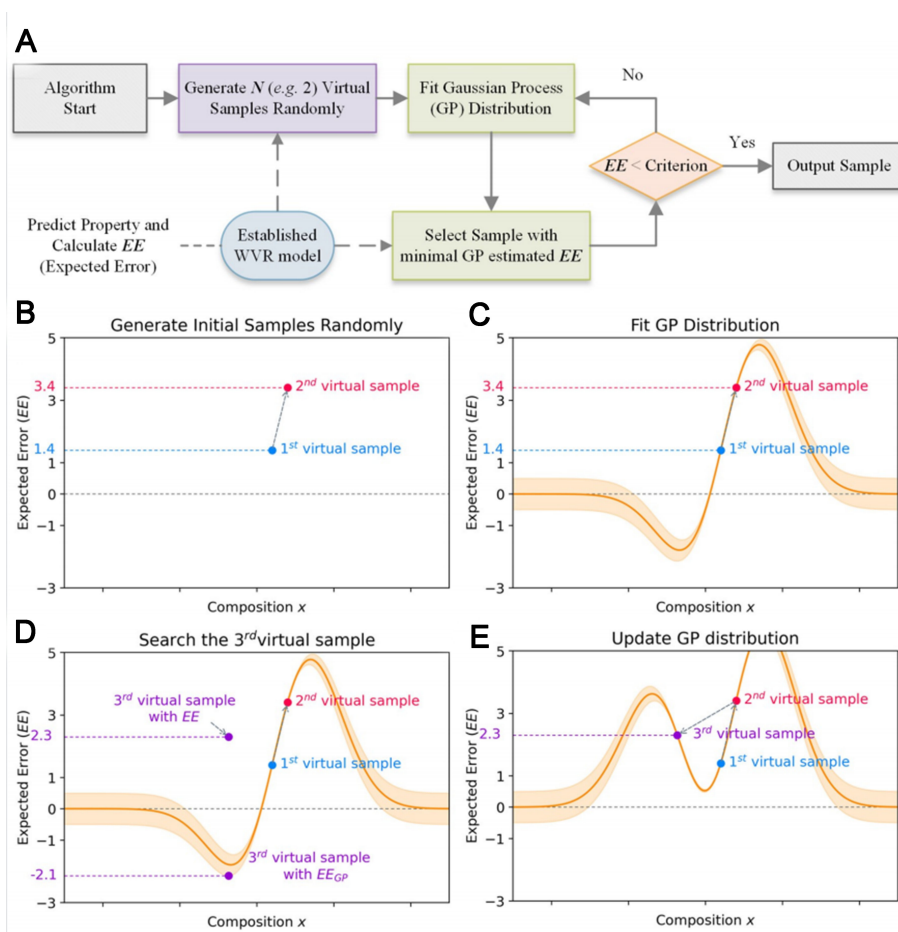 A
Algorithm
Start
Generate N (e.g. 2) Virtual
Samples Randomly
Fit Gaussian Process
(GP) Distribution
No
Yes
EE < Criterion
Output Sample
Predict Property and
Calculate EE
(Expected Error)
Established
WVR model
Select Sample with
minimal GP estimated EE
B
Generate Initial Samples Randomly
5
3.4
3
1.4
1
0
−1
−3
Expected Error (EE)
2nd virtual sample
1st virtual sample
Composition x
C
Fit GP Distribution
5
3.4
3
1.4
1
0
−1
−3
Expected Error (EE)
2nd virtual sample
1st virtual sample
Composition x
D
Search the 3rd virtual sample
5
3
2.3
1
0
−1
-2.1
−3
Expected Error (EE)
3rd virtual sample
with EE
2nd virtual sample
1st virtual sample
3rd virtual sample
with EEGP
Composition x
E
Update GP distribution
5
3
2.3
1
0
−1
−3
Expected Error (EE)
2nd virtual sample
3rd virtual sample
1st virtual sample
Composition x